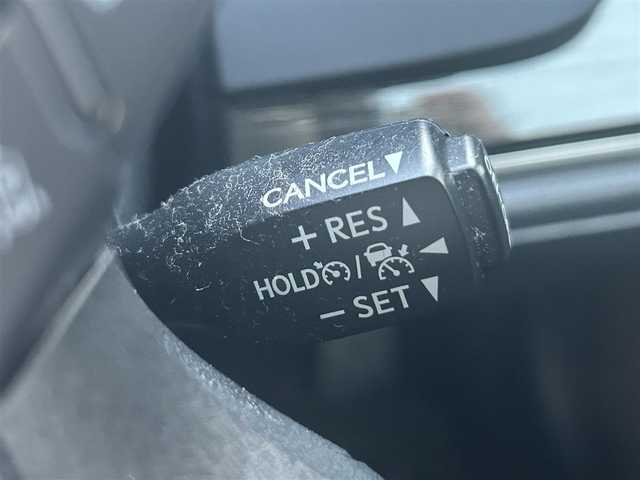 CANCEL
+ RES
HOLD /
− SET